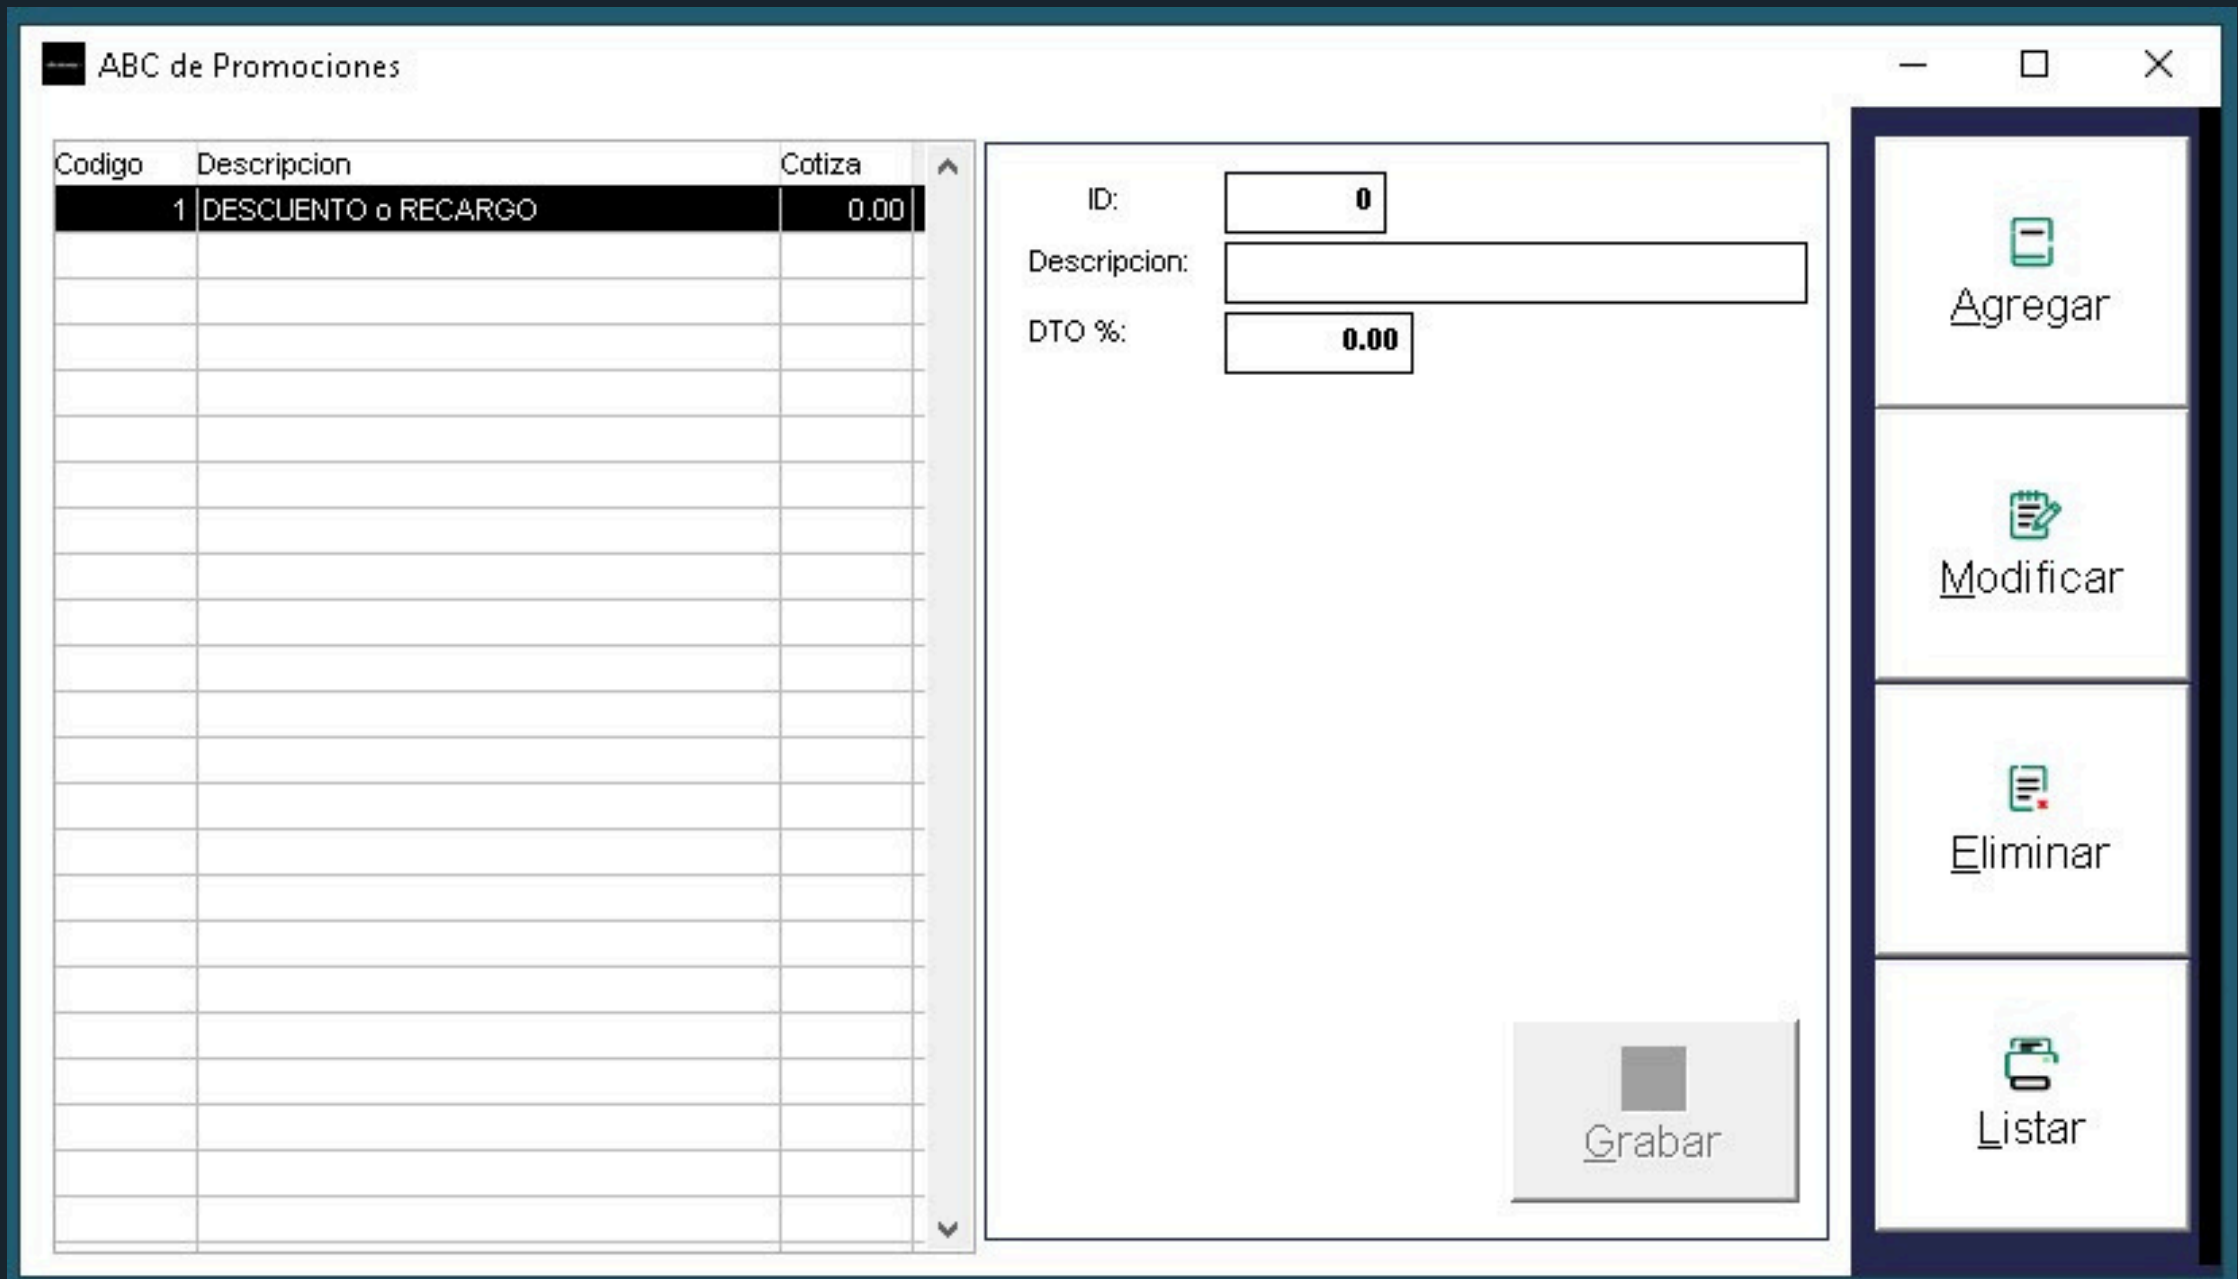 ABC de Promociones
Codigo Descripcion Cotiza
1 DESCUENTO o RECARGO 0.00
ID: 0
Descripcion:
DTO %: 0.00
Grabar
Agregar
Modificar
Eliminar
Listar